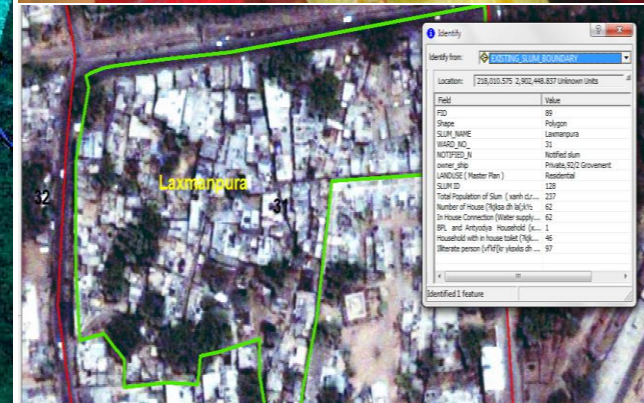 Identify
Identify from: EXISTING_SLUM_BOUNDARY
Location: 218,010.575 2,902,448.837 Unknown Units
Field Value
FID 89
Shape Polygon
SLUM_NAME Laxmanpura
WARD_NO_ 31
NOTIFIED_N Notified slum
owner_ship Private,92/2 Grovement
LANDUSE ( Master Plan ) Residential
SLUM ID 128
Total Population of Slum ( 237
Number of House 62
In House Connection (Water supply... 62
BPL and Antyodya Household 1
Household with in house toilet 46
Illiterate person 97
Identified 1 feature
Laxmanpura
32
31